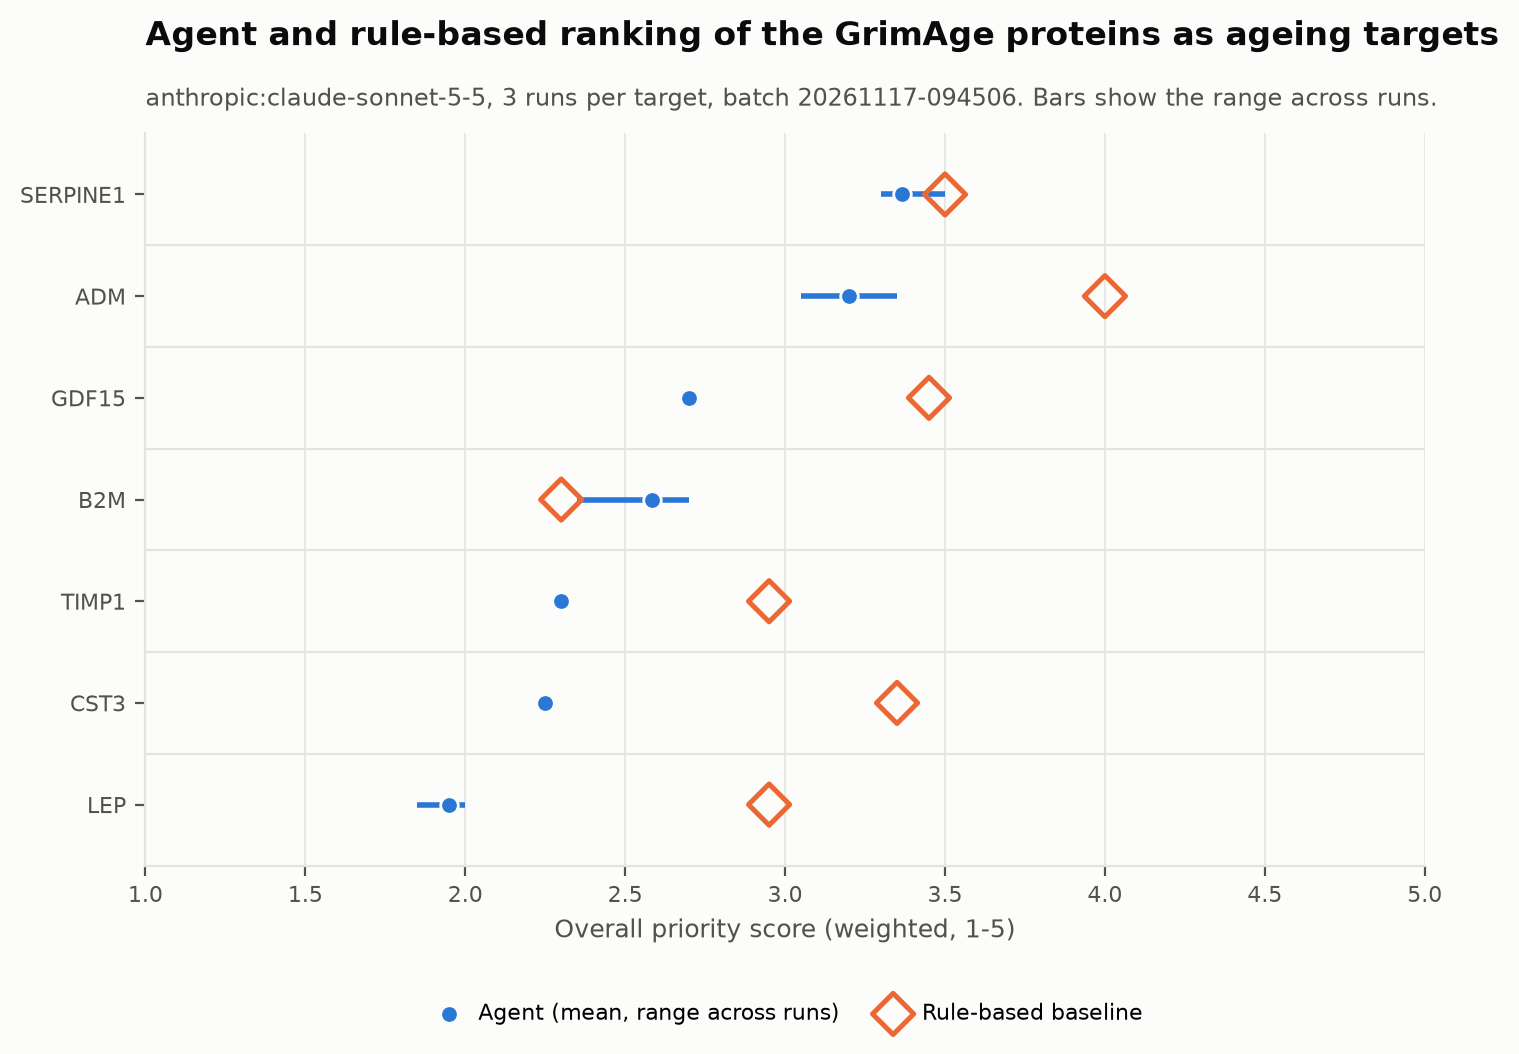 Agent and rule-based ranking of the GrimAge proteins as ageing targets
anthropic:claude-sonnet-5-5, 3 runs per target, batch 20261117-094506. Bars show the range across runs.
SERPINE1
ADM
GDF15
B2M
TIMP1
CST3
LEP
1.0 1.5 2.0 2.5 3.0 3.5 4.0 4.5 5.0
Overall priority score (weighted, 1-5)
Agent (mean, range across runs) Rule-based baseline